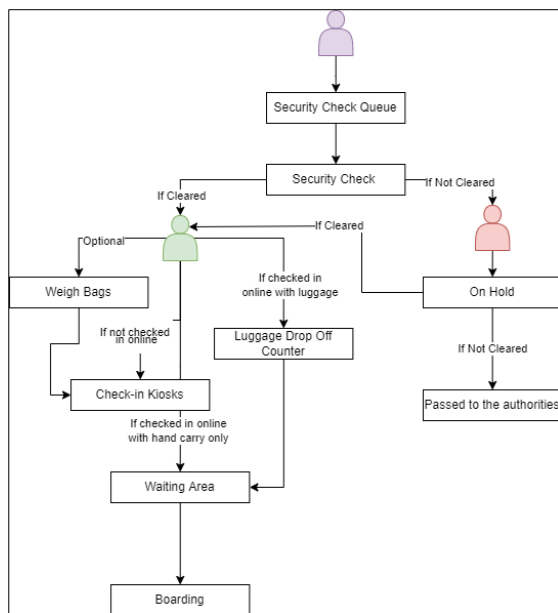 Security Check Queue
Security Check
If Not Cleared
If Cleared
If Cleared
Optional
If checked in
online with luggage
Weigh Bags
On Hold
If not checked
in online
Luggage Drop Off
Counter
If Not Cleared
Check-in Kiosks
Passed to the authorities
If checked in online
with hand carry only
Waiting Area
Boarding